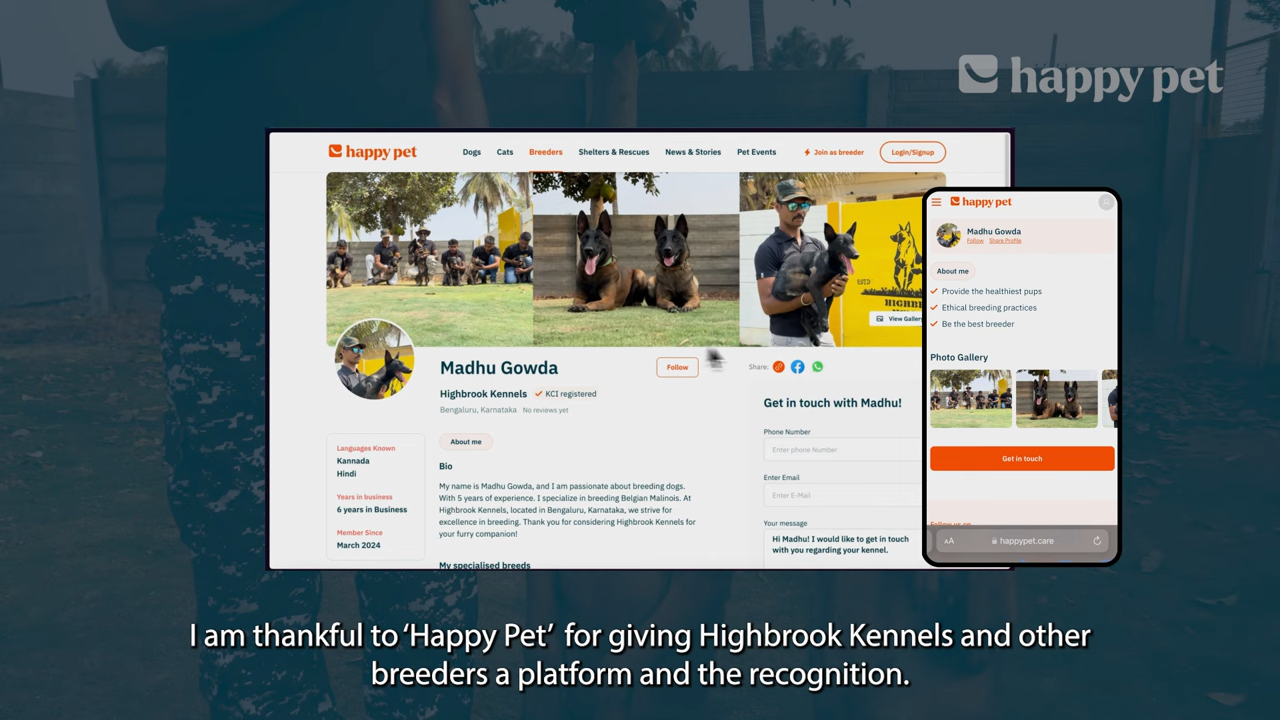 happy pet
happy pet
Dogs Cats Breeders Shelters & Rescues News & Stories Pet Events Join as breeder Login/Signup
ESTD
View Gallery
Madhu Gowda
Follow
Share:
Highbrook Kennels KCI registered
Bengaluru, Karnataka No reviews yet
About me
Languages Known
Kannada
Hindi
Years in business
6 years in Business
Member Since
March 2024
Bio
My name is Madhu Gowda, and I am passionate about breeding dogs.
With 5 years of experience. I specialize in breeding Belgian Malinois. At
Highbrook Kennels, located in Bengaluru, Karnataka, we strive for
excellence in breeding. Thank you for considering Highbrook Kennels for
your furry companion!
My specialised breeds
Get in touch with Madhu!
Phone Number
Enter phone Number
Enter Email
Enter E-Mail
Your message
Hi Madhu! I would like to get in touch
with you regarding your kennel.
happy pet
Madhu Gowda
Follow Share Profile
About me
Provide the healthiest pups
Ethical breeding practices
Be the best breeder
Photo Gallery
Get in touch
Follow us on
AA happypet.care
I am thankful to ‘Happy Pet’ for giving Highbrook Kennels and other
breeders a platform and the recognition.